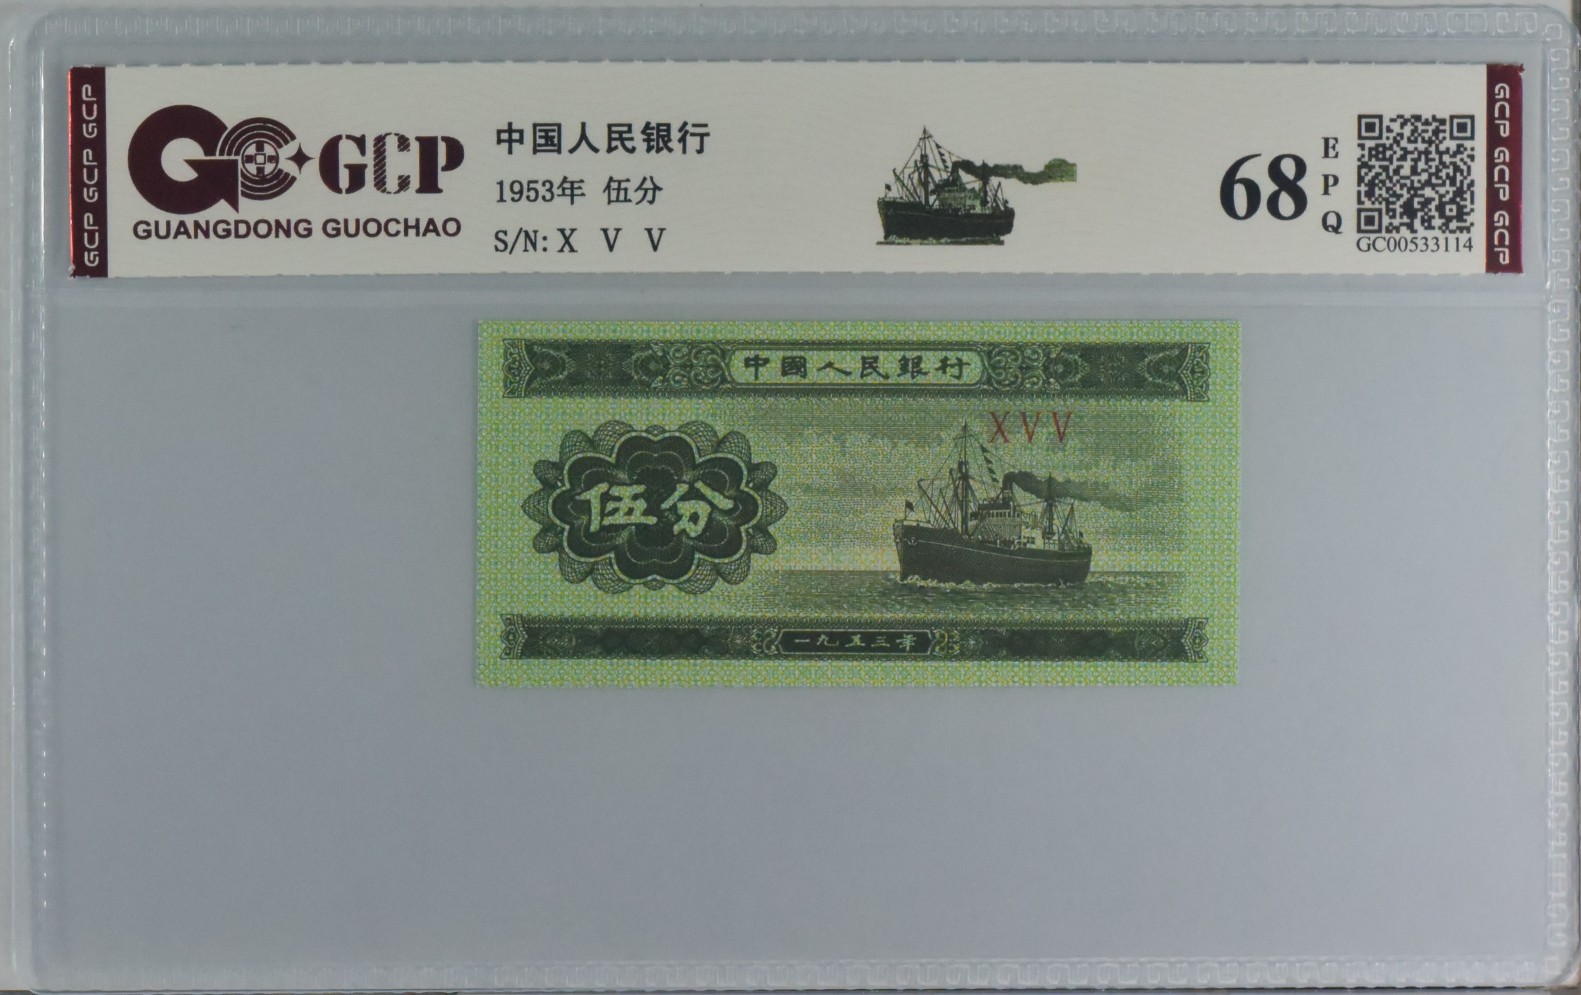 GCP GCP GCP
GCP
GUANGDONG GUOCHAO
中国人民银行
1953年 伍分
S/N: X V V
68
EPQ
GC00533114
GCP GCP GCP
中國人民銀行
XVV
伍分
一九五三年